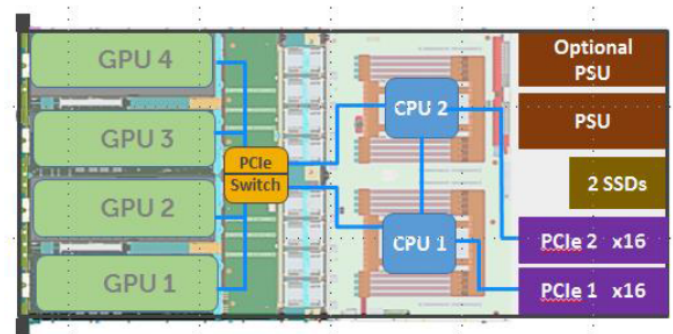 GPU 4
GPU 3
GPU 2
GPU 1
PCIe
Switch
CPU 2
CPU 1
Optional
PSU
PSU
2 SSDs
PCIe 2 x16
PCIe 1 x16